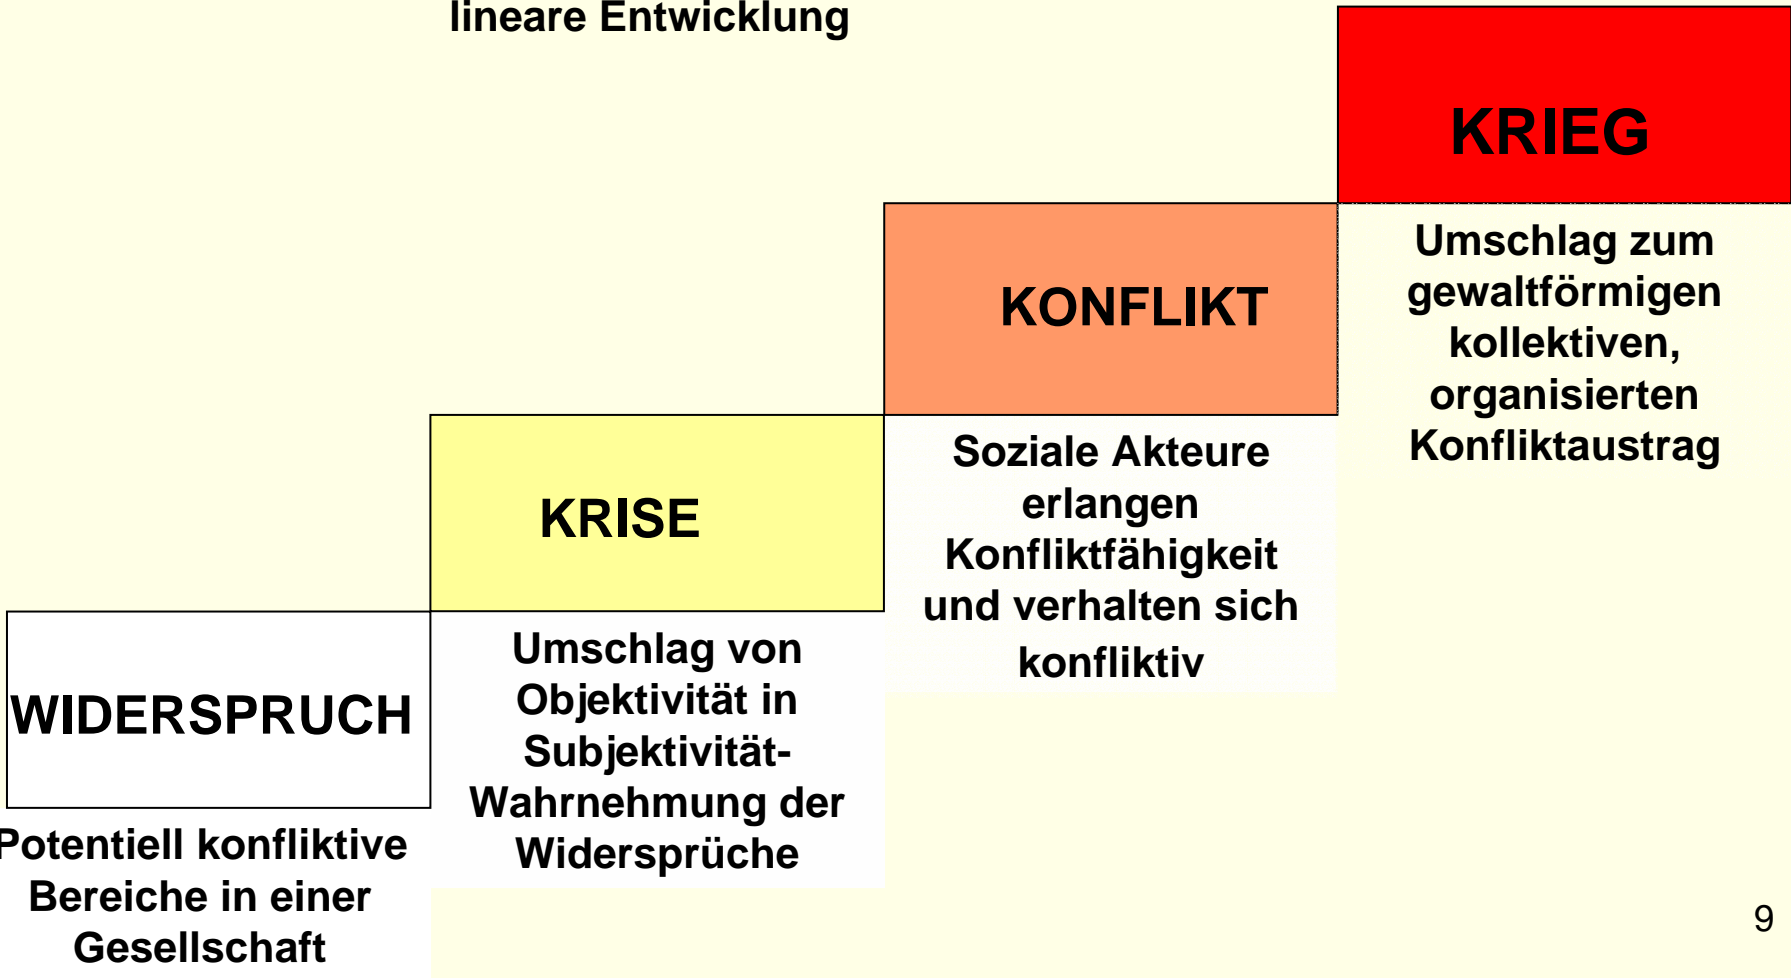 lineare Entwicklung
WIDERSPRUCH
Potentiell konfliktive
Bereiche in einer
Gesellschaft
KRISE
Umschlag von
Objektivität in
Subjektivität-
Wahrnehmung der
Widersprüche
KONFLIKT
Soziale Akteure
erlangen
Konfliktfähigkeit
und verhalten sich
konfliktiv
KRIEG
Umschlag zum
gewaltförmigen
kollektiven,
organisierten
Konfliktaustrag
9